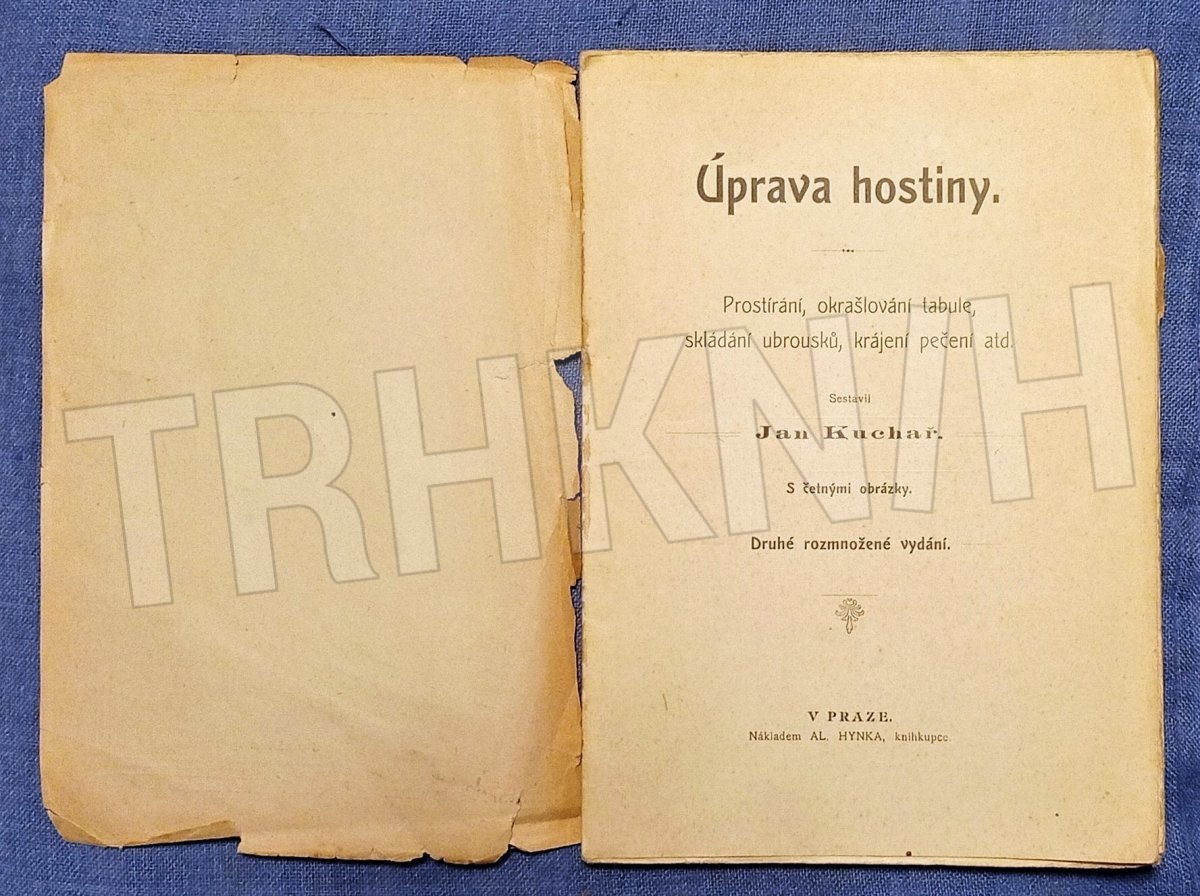 Úprava hostiny.
Prostírání, okrašlování tabule,
skládání ubrousků, krájení pečení atd.
Sestavil
Jan Kuchař.
S četnými obrázky.
Druhé rozmnožené vydání.
V PRAZE.
Nákladem AL. HYNKA, knihkupce.
TRHKNIH